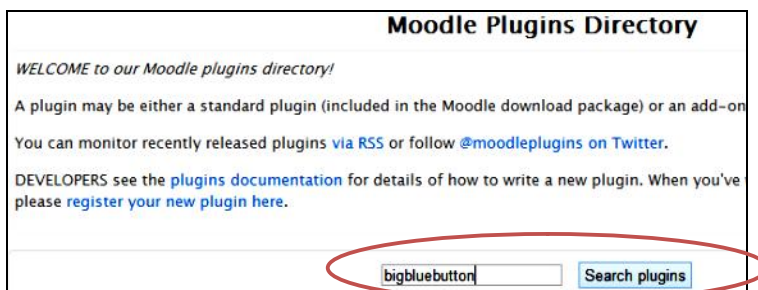 Moodle Plugins Directory
WELCOME to our Moodle plugins directory!
A plugin may be either a standard plugin (included in the Moodle download package) or an add-on
You can monitor recently released plugins via RSS or follow @moodleplugins on Twitter.
DEVELOPERS see the plugins documentation for details of how to write a new plugin. When you've
please register your new plugin here.
bigbluebutton Search plugins